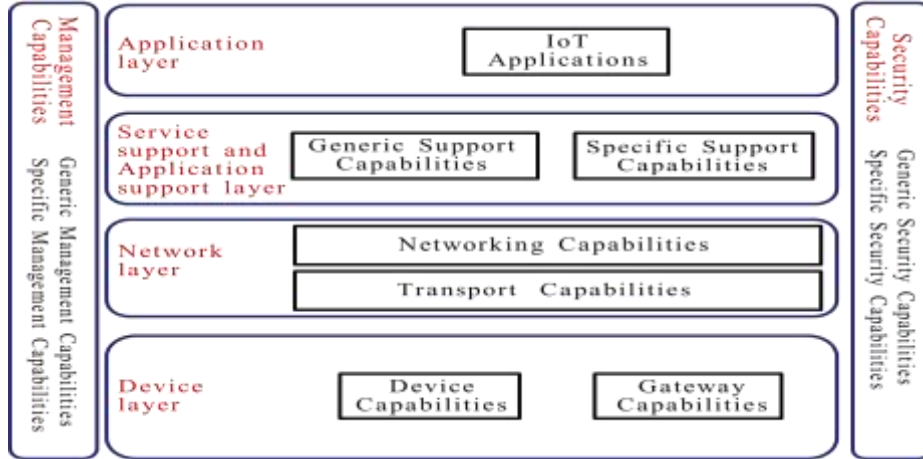 Management
Capabilities
Generic Management Capabilities
Specific Management Capabilities
Application
layer
IoT
Applications
Service
support and
Application
support layer
Generic Support
Capabilities
Specific Support
Capabilities
Network
layer
Networking Capabilities
Transport Capabilities
Device
layer
Device
Capabilities
Gateway
Capabilities
Security
Capabilities
Generic Security Capabilities
Specific Security Capabilities